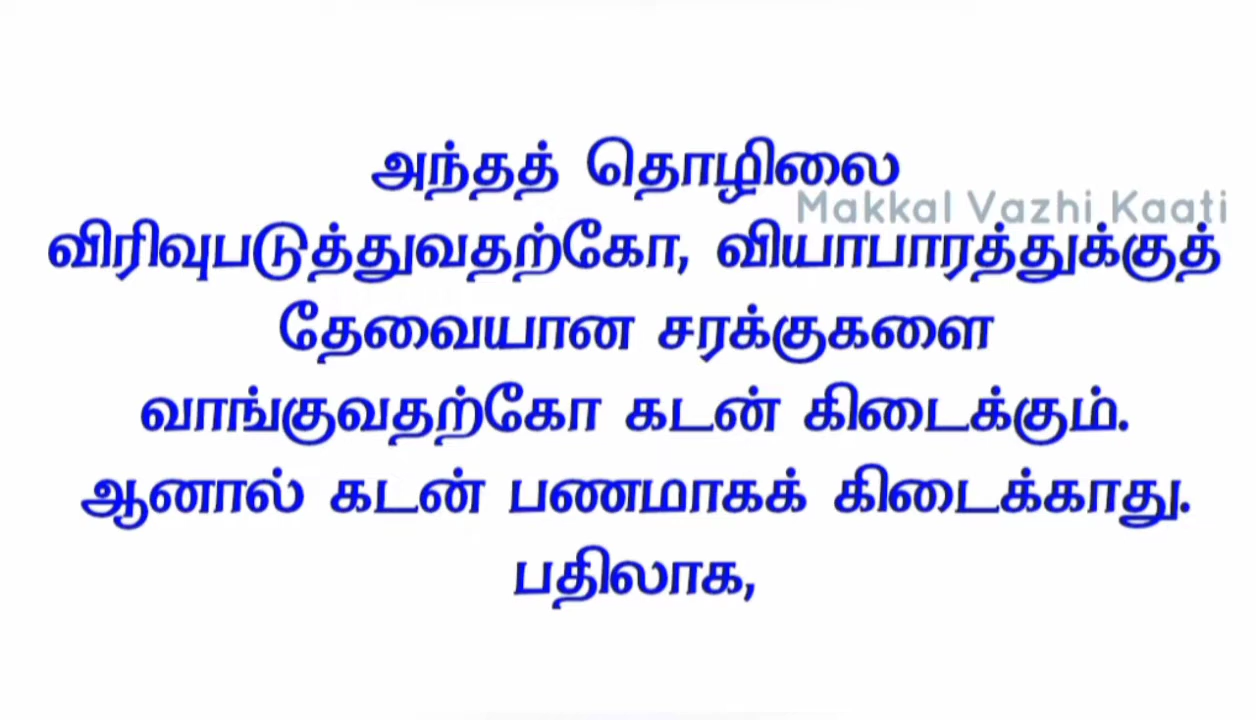 அந்தத் தொழிலை
Makkal Vazhi Kaati
விரிவுபடுத்துவதற்கோ, வியாபாரத்துக்குத்
தேவையான சரக்குகளை
வாங்குவதற்கோ கடன் கிடைக்கும்.
ஆனால் கடன் பணமாகக் கிடைக்காது.
பதிலாக,